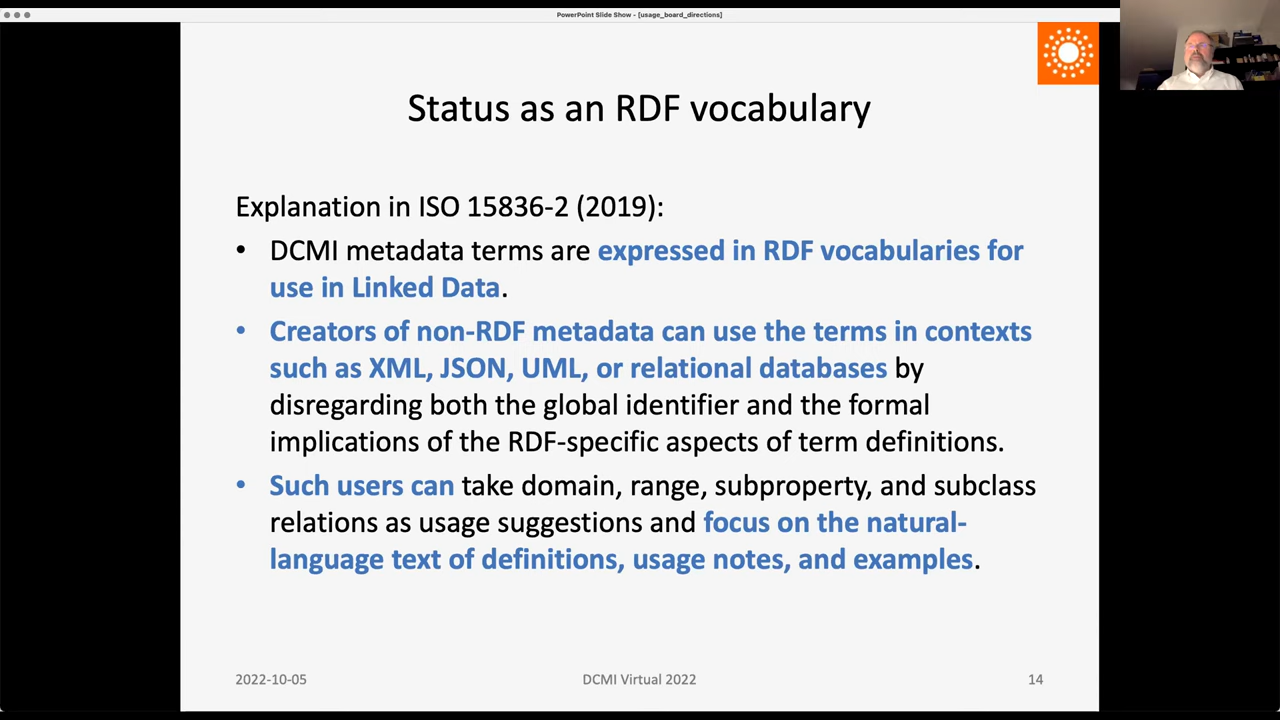 PowerPoint Slide Show - [usage_board_directions]
Status as an RDF vocabulary
Explanation in ISO 15836-2 (2019):
• DCMI metadata terms are expressed in RDF vocabularies for
use in Linked Data.
• Creators of non-RDF metadata can use the terms in contexts
such as XML, JSON, UML, or relational databases by
disregarding both the global identifier and the formal
implications of the RDF-specific aspects of term definitions.
• Such users can take domain, range, subproperty, and subclass
relations as usage suggestions and focus on the natural-
language text of definitions, usage notes, and examples.
2022-10-05
DCMI Virtual 2022
14